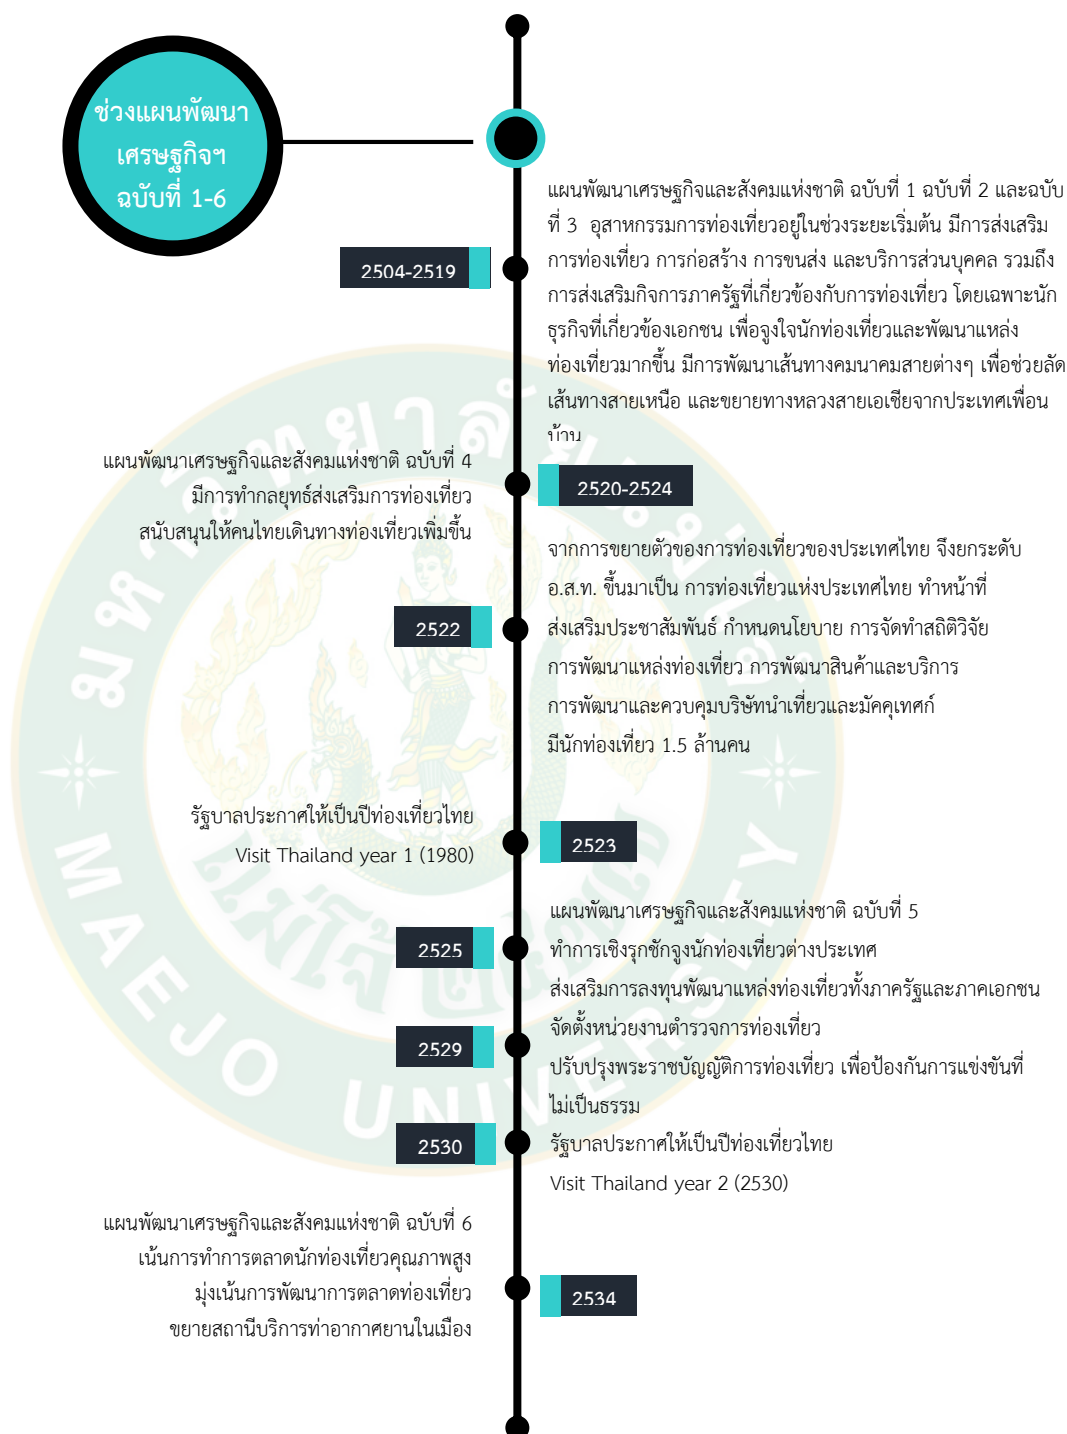 ช่วงแผนพัฒนา
เศรษฐกิจฯ
ฉบับที่ 1-6
2504-2519
แผนพัฒนาเศรษฐกิจและสังคมแห่งชาติ ฉบับที่ 1 ฉบับที่ 2 และฉบับ
ที่ 3 อุสาหกรรมการท่องเที่ยวอยู่ในช่วงระยะเริ่มต้น มีการส่งเสริม
การท่องเที่ยว การก่อสร้าง การขนส่ง และบริการส่วนบุคคล รวมถึง
การส่งเสริมกิจการภาครัฐที่เกี่ยวข้องกับการท่องเที่ยว โดยเฉพาะนัก
ธุรกิจที่เกี่ยวข้องเอกชน เพื่อจูงใจนักท่องเที่ยวและพัฒนาแหล่ง
ท่องเที่ยวมากขึ้น มีการพัฒนาเส้นทางคมนาคมสายต่างๆ เพื่อช่วยลัด
เส้นทางสายเหนือ และขยายทางหลวงสายเอเชียจากประเทศเพื่อน
บ้าน
แผนพัฒนาเศรษฐกิจและสังคมแห่งชาติ ฉบับที่ 4
มีการทำกลยุทธ์ส่งเสริมการท่องเที่ยว
สนับสนุนให้คนไทยเดินทางท่องเที่ยวเพิ่มขึ้น
2520-2524
2522
จากการขยายตัวของการท่องเที่ยวของประเทศไทย จึงยกระดับ
อ.ส.ท. ขึ้นมาเป็น การท่องเที่ยวแห่งประเทศไทย ทำหน้าที่
ส่งเสริมประชาสัมพันธ์ กำหนดนโยบาย การจัดทำสถิติวิจัย
การพัฒนาแหล่งท่องเที่ยว การพัฒนาสินค้าและบริการ
การพัฒนาและควบคุมบริษัทนำเที่ยวและมัคคุเทศก์
มีนักท่องเที่ยว 1.5 ล้านคน
รัฐบาลประกาศให้เป็นปีท่องเที่ยวไทย
Visit Thailand year 1 (1980)
2523
2525
แผนพัฒนาเศรษฐกิจและสังคมแห่งชาติ ฉบับที่ 5
ทำการเชิงรุกชักจูงนักท่องเที่ยวต่างประเทศ
ส่งเสริมการลงทุนพัฒนาแหล่งท่องเที่ยวทั้งภาครัฐและภาคเอกชน
จัดตั้งหน่วยงานตำรวจการท่องเที่ยว
2529
ปรับปรุงพระราชบัญญัติการท่องเที่ยว เพื่อป้องกันการแข่งขันที่
ไม่เป็นธรรม
2530
รัฐบาลประกาศให้เป็นปีท่องเที่ยวไทย
Visit Thailand year 2 (2530)
แผนพัฒนาเศรษฐกิจและสังคมแห่งชาติ ฉบับที่ 6
เน้นการทำการตลาดนักท่องเที่ยวคุณภาพสูง
มุ่งเน้นการพัฒนาการตลาดท่องเที่ยว
ขยายสถานีบริการท่าอากาศยานในเมือง
2534
มหาวิทยาลัยแม่โจ้
แม่โจ้ ๒๔๗๗
MAEJO UNIVERSITY